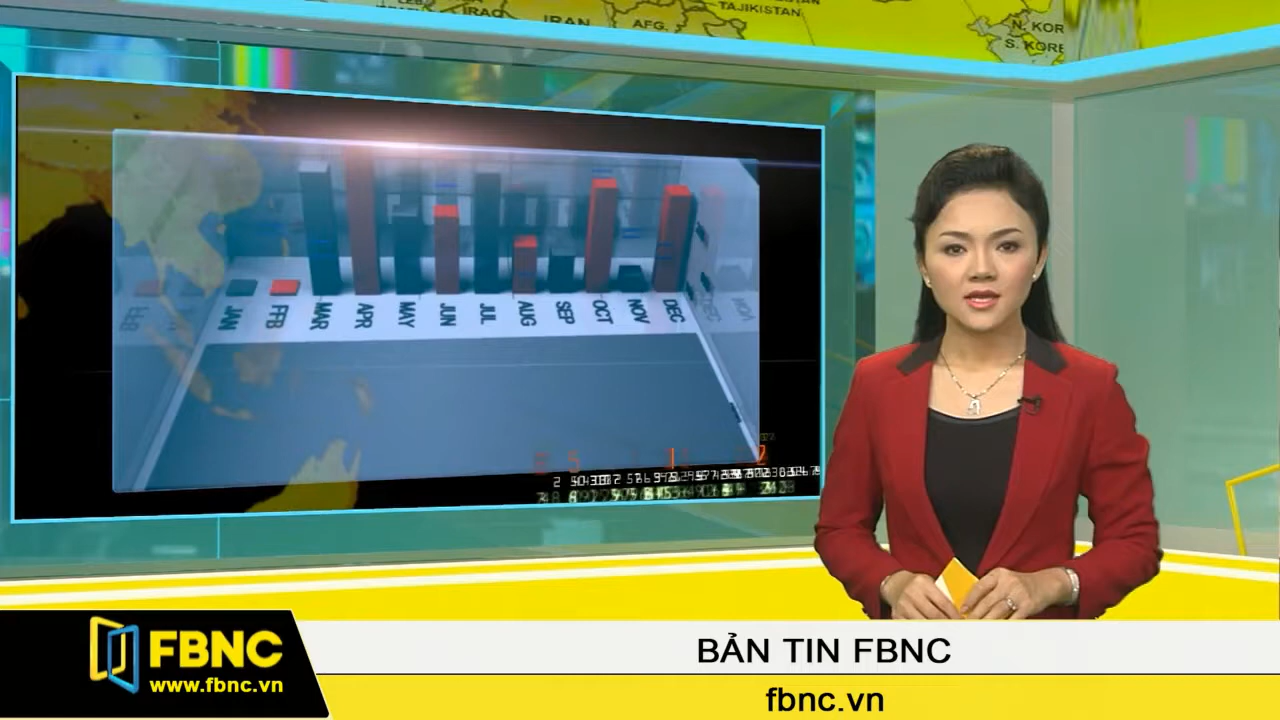 IRAQ
IRAN
AFG.
TAJIKISTAN
N. KOR
S. KORE
JAN
FEB
MAR
APR
MAY
JUN
JUL
AUG
SEP
OCT
NOV
DEC
FBNC
www.fbnc.vn
BẢN TIN FBNC
fbnc.vn